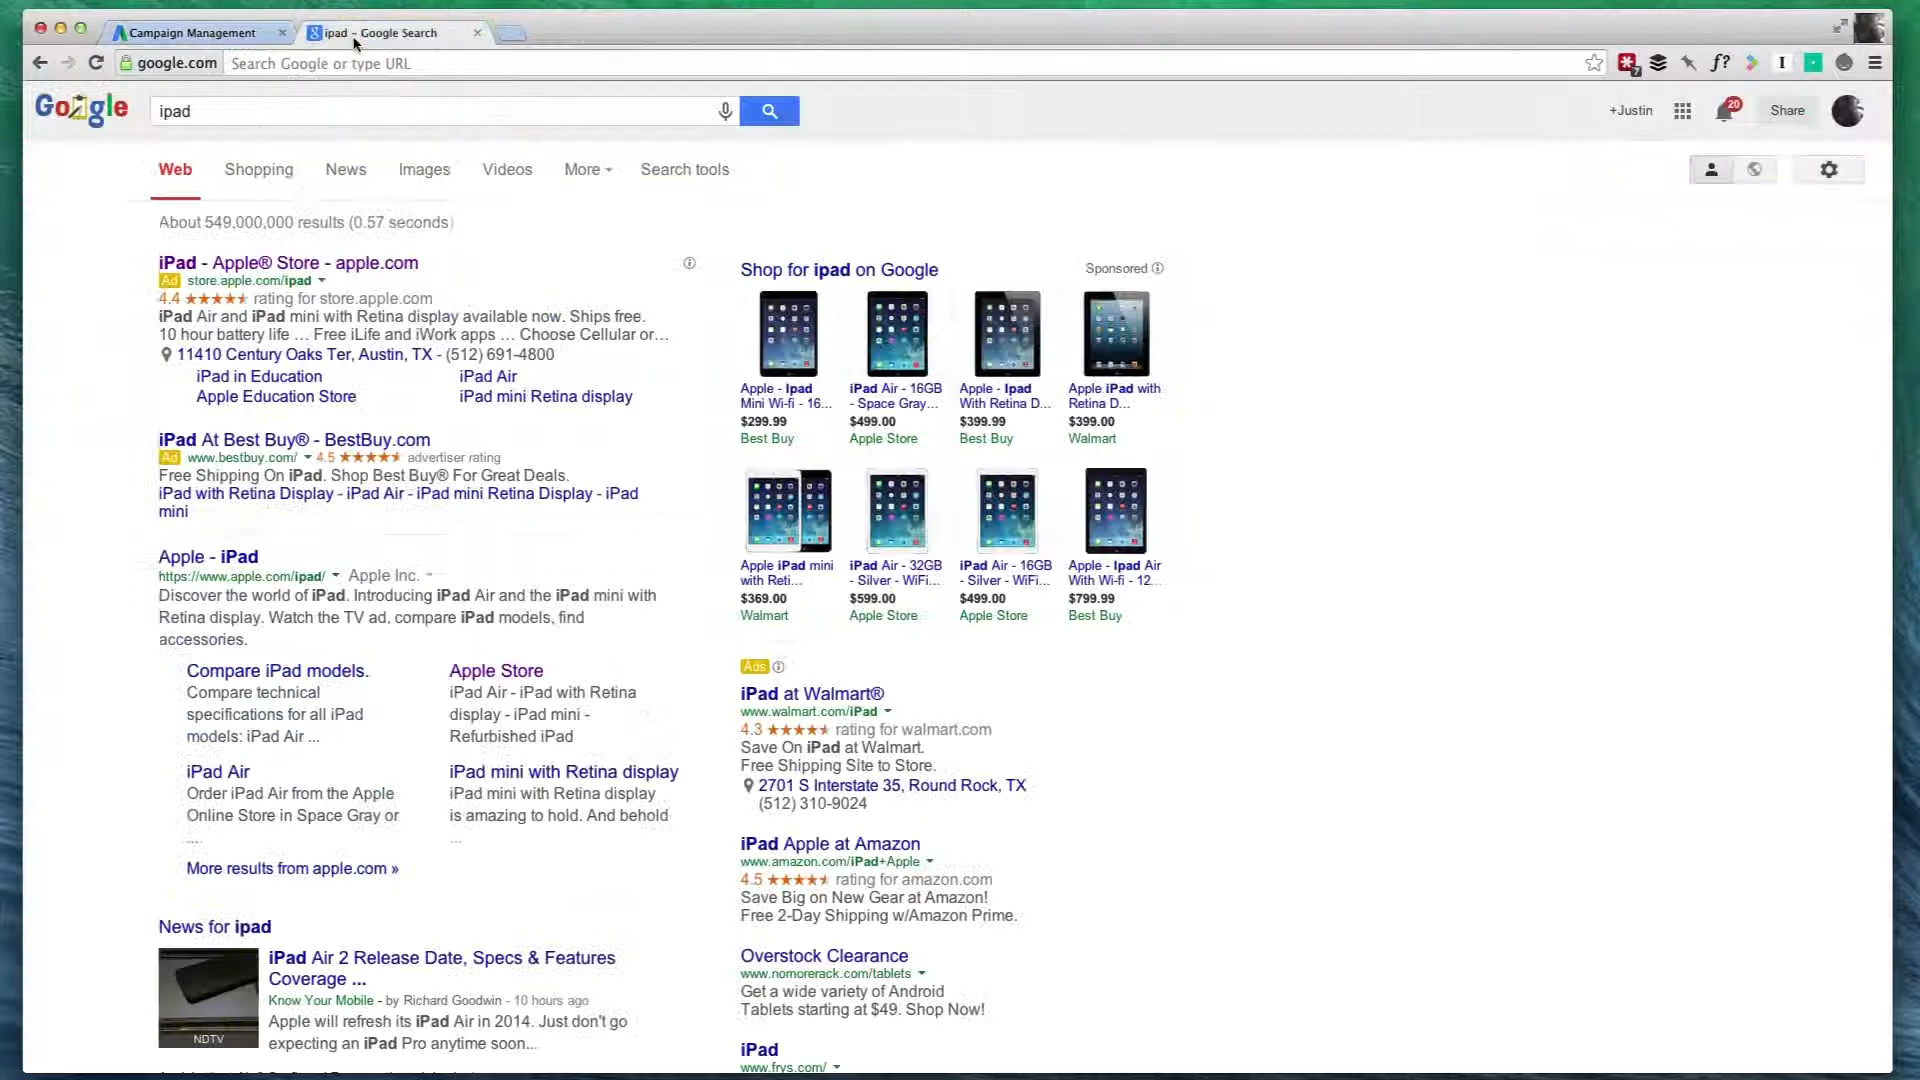 Campaign Management
ipad - Google Search
google.com
Search Google or type URL
7
f?
I
Google
ipad
+Justin
20
Share
Web
Shopping
News
Images
Videos
More
Search tools
About 549,000,000 results (0.57 seconds)
iPad - Apple® Store - apple.com
Ad store.apple.com/ipad
4.4 ★★★★★ rating for store.apple.com
iPad Air and iPad mini with Retina display available now. Ships free.
10 hour battery life … Free iLife and iWork apps … Choose Cellular or…
11410 Century Oaks Ter, Austin, TX - (512) 691-4800
iPad in Education
iPad Air
Apple Education Store
iPad mini Retina display
iPad At Best Buy® - BestBuy.com
Ad www.bestbuy.com/ 4.5 ★★★★★ advertiser rating
Free Shipping On iPad. Shop Best Buy® For Great Deals.
iPad with Retina Display - iPad Air - iPad mini Retina Display - iPad
mini
Apple - iPad
https://www.apple.com/ipad/ Apple Inc.
Discover the world of iPad. Introducing iPad Air and the iPad mini with
Retina display. Watch the TV ad, compare iPad models, find
accessories.
Compare iPad models.
Compare technical
specifications for all iPad
models: iPad Air ...
Apple Store
iPad Air - iPad with Retina
display - iPad mini -
Refurbished iPad
iPad Air
Order iPad Air from the Apple
Online Store in Space Gray or
...
iPad mini with Retina display
iPad mini with Retina display
is amazing to hold. And behold
...
More results from apple.com »
News for ipad
NDTV
iPad Air 2 Release Date, Specs & Features
Coverage ...
Know Your Mobile - by Richard Goodwin - 10 hours ago
Apple will refresh its iPad Air in 2014. Just don't go
expecting an iPad Pro anytime soon...
Shop for ipad on Google
Sponsored
Apple - Ipad
Mini Wi-fi - 16...
$299.99
Best Buy
iPad Air - 16GB
- Space Gray...
$499.00
Apple Store
Apple - Ipad
With Retina D...
$399.99
Best Buy
Apple iPad with
Retina D...
$399.00
Walmart
Apple iPad mini
with Reti...
$369.00
Walmart
iPad Air - 32GB
- Silver - WiFi...
$599.00
Apple Store
iPad Air - 16GB
- Silver - WiFi...
$499.00
Apple Store
Apple - Ipad Air
With Wi-fi - 12...
$799.99
Best Buy
Ads
iPad at Walmart®
www.walmart.com/iPad
4.3 ★★★★★ rating for walmart.com
Save On iPad at Walmart.
Free Shipping Site to Store.
2701 S Interstate 35, Round Rock, TX
(512) 310-9024
iPad Apple at Amazon
www.amazon.com/iPad+Apple
4.5 ★★★★★ rating for amazon.com
Save Big on New Gear at Amazon!
Free 2-Day Shipping w/Amazon Prime.
Overstock Clearance
www.nomorerack.com/tablets
Get a wide variety of Android
Tablets starting at $49. Shop Now!
iPad
www.frys.com/